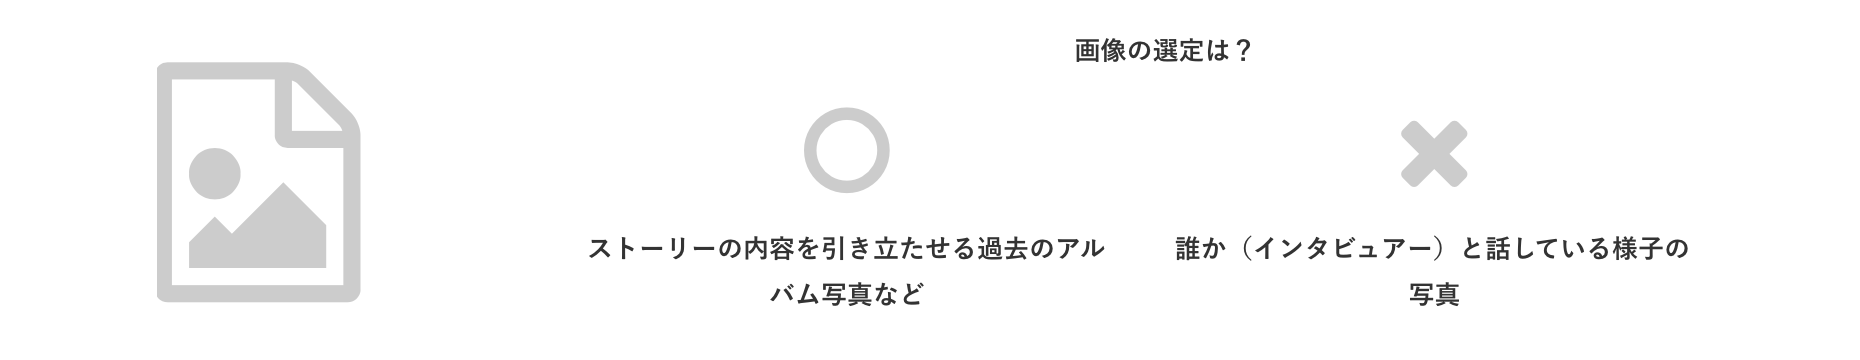 画像の選定は？
ストーリーの内容を引き立たせる過去のアル
バム写真など
誰か（インタビュアー）と話している様子の
写真